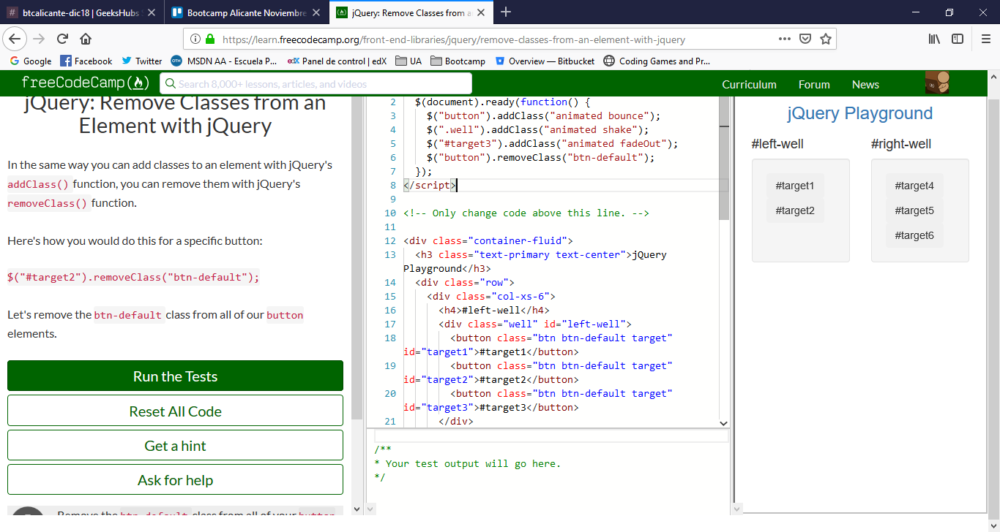 btcalicante-dic18 | GeeksHubs
Bootcamp Alicante Noviembre
jQuery: Remove Classes from a
https://learn.freecodecamp.org/front-end-libraries/jquery/remove-classes-from-an-element-with-jquery
Google
Facebook
Twitter
MSDN AA - Escuela P...
Panel de control | edX
UA
Bootcamp
Overview — Bitbucket
Coding Games and Pr...
freeCodeCamp
Search 8,000+ lessons, articles, and videos
Curriculum
Forum
News
jQuery: Remove Classes from an
Element with jQuery
In the same way you can add classes to an element with jQuery's
addClass() function, you can remove them with jQuery's
removeClass() function.
Here's how you would do this for a specific button:
$("#target2").removeClass("btn-default");
Let's remove the btn-default class from all of our button
elements.
Run the Tests
Reset All Code
Get a hint
Ask for help
Remove the btn-default class from all of your button
2 $(document).ready(function() {
3 $("button").addClass("animated bounce");
4 $(".well").addClass("animated shake");
5 $("#target3").addClass("animated fadeOut");
6 $("button").removeClass("btn-default");
7 });
8 </script>
9
10 <!-- Only change code above this line. -->
11
12 <div class="container-fluid">
13 <h3 class="text-primary text-center">jQuery
Playground</h3>
14 <div class="row">
15 <div class="col-xs-6">
16 <h4>#left-well</h4>
17 <div class="well" id="left-well">
18 <button class="btn btn-default target"
id="target1">#target1</button>
19 <button class="btn btn-default target"
id="target2">#target2</button>
20 <button class="btn btn-default target"
id="target3">#target3</button>
21 </div>
/**
* Your test output will go here.
*/
jQuery Playground
#left-well
#target1
#target2
#right-well
#target4
#target5
#target6